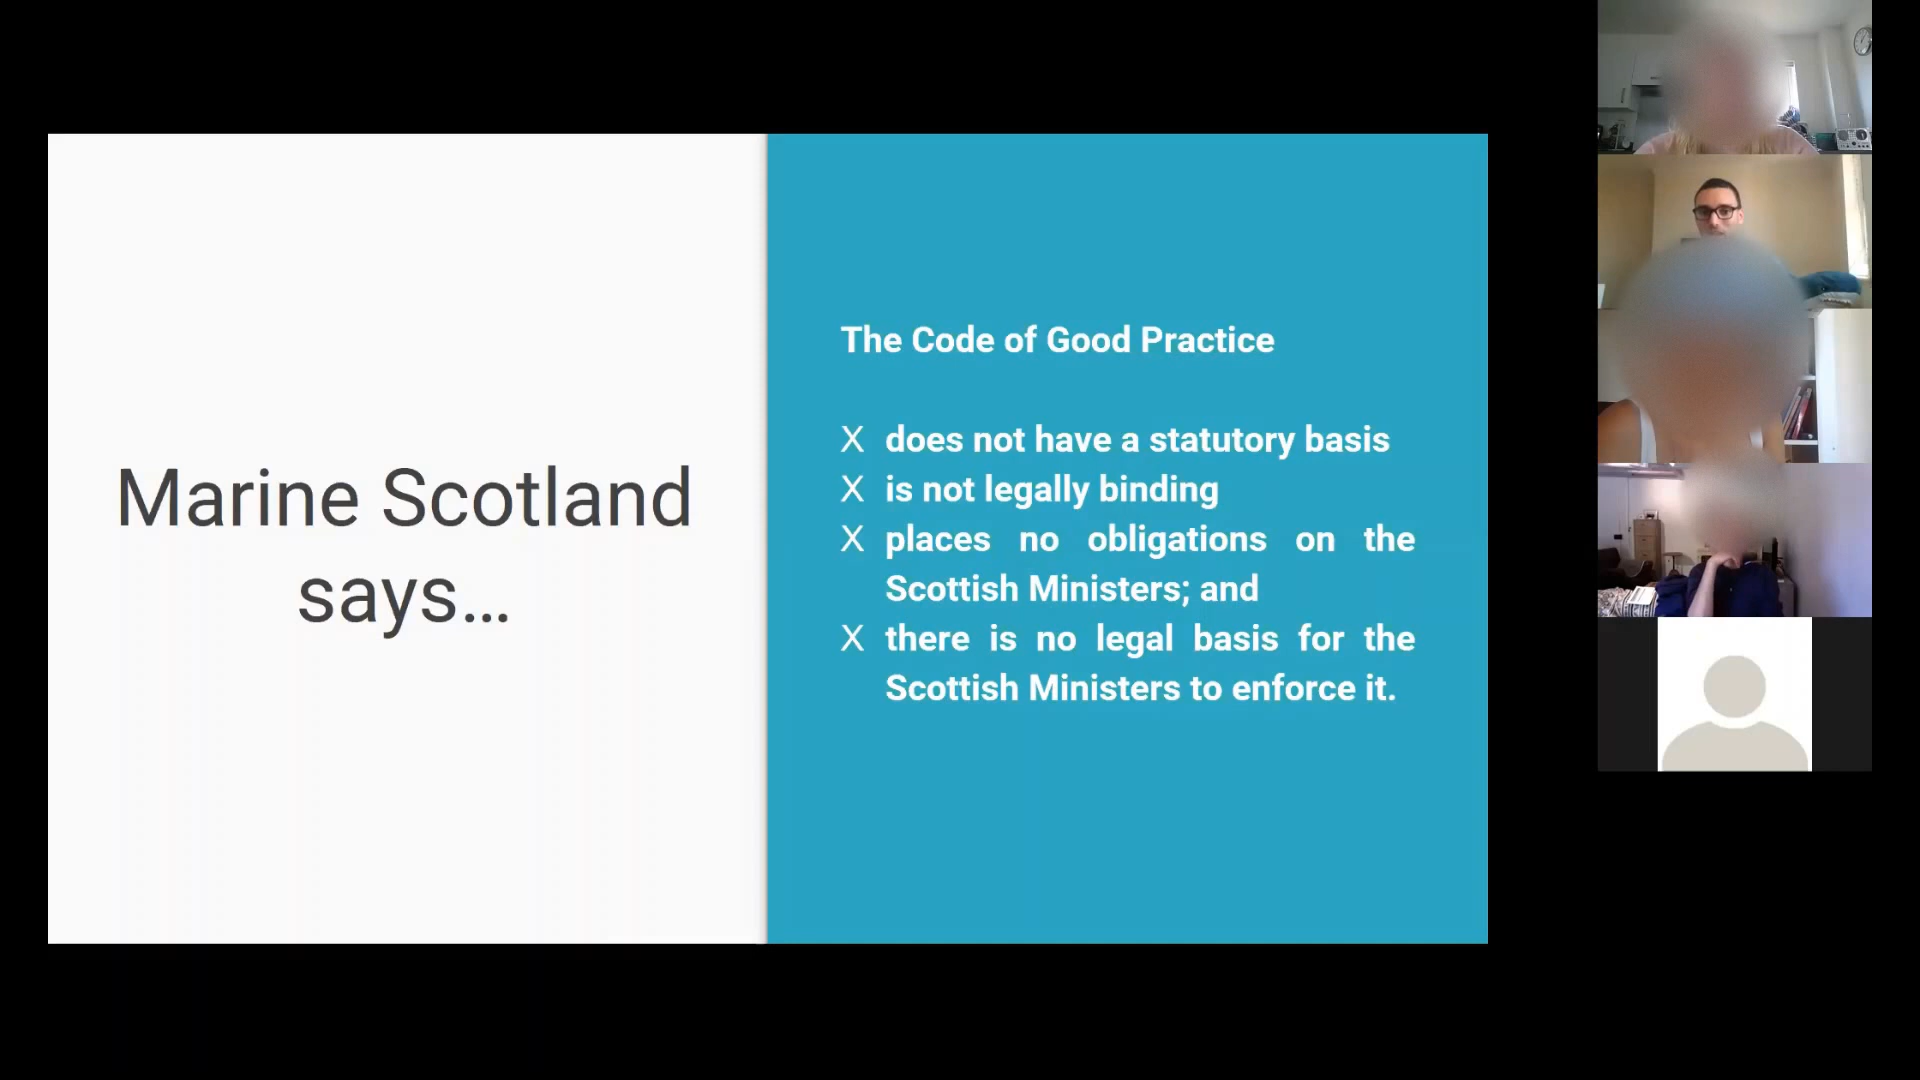 Marine Scotland
says...
The Code of Good Practice
X does not have a statutory basis
X is not legally binding
X places no obligations on the
Scottish Ministers; and
X there is no legal basis for the
Scottish Ministers to enforce it.